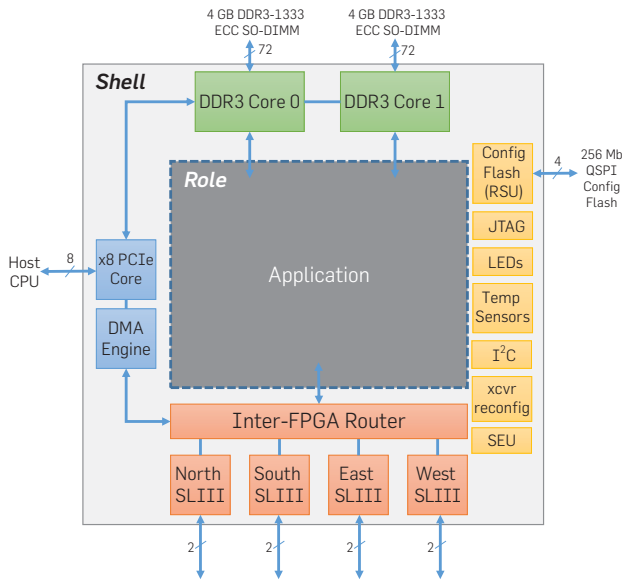 4 GB DDR3-1333
ECC SO-DIMM
4 GB DDR3-1333
ECC SO-DIMM
72
72
Shell
DDR3 Core 0
DDR3 Core 1
Role
Application
Config
Flash
(RSU)
4
256 Mb
QSPI
Config
Flash
JTAG
LEDs
Temp
Sensors
I²C
xcvr
reconfig
SEU
Host
CPU
8
x8 PCIe
Core
DMA
Engine
Inter-FPGA Router
North
SLIII
South
SLIII
East
SLIII
West
SLIII
2
2
2
2